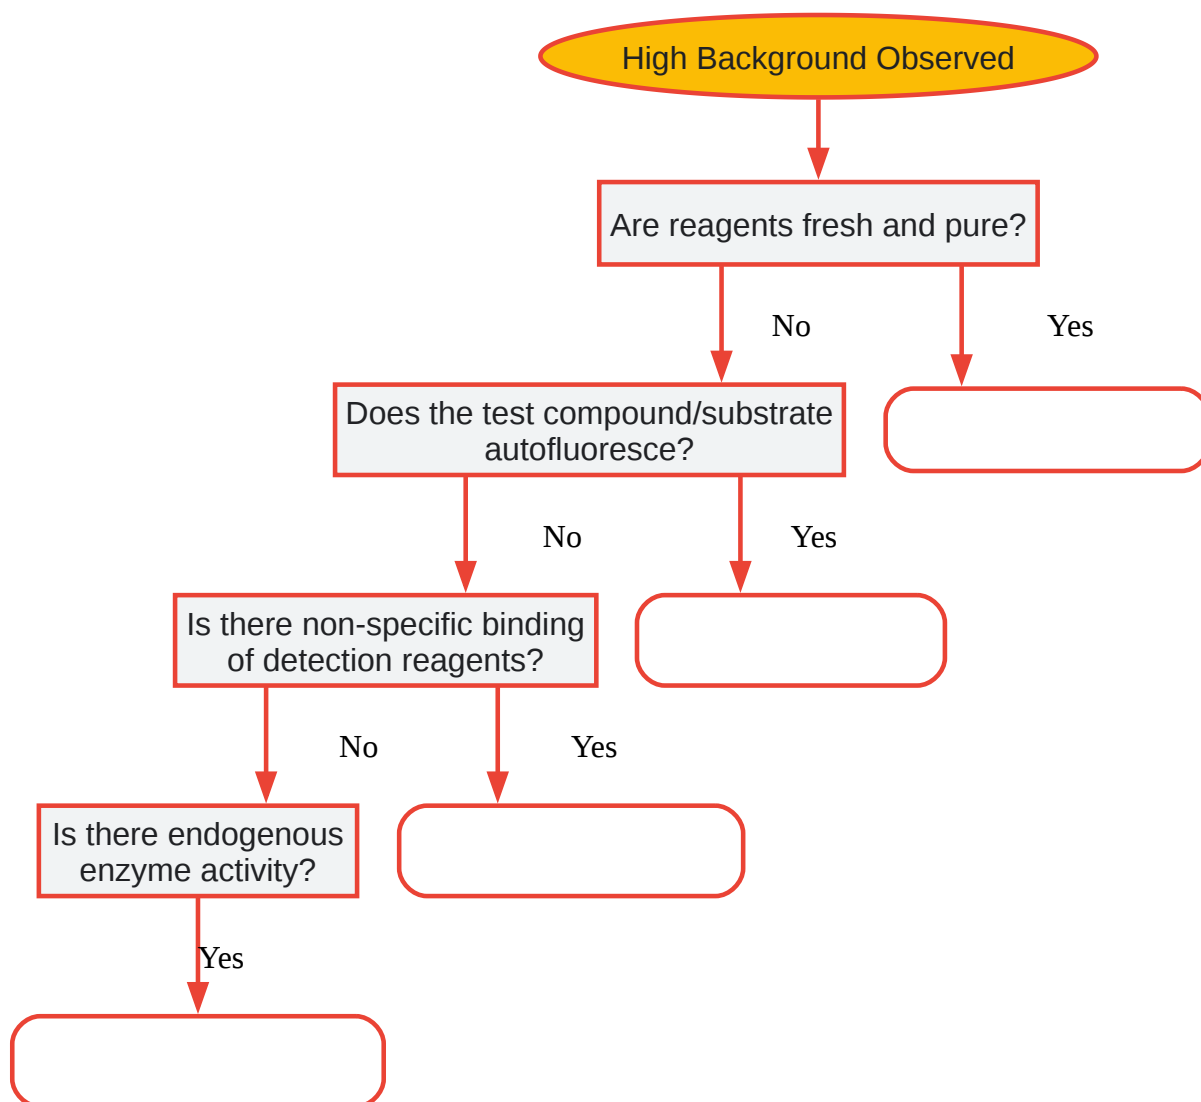 High Background Observed
Are reagents fresh and pure?
No
Yes
Does the test compound/substrate
autofluoresce?
No
Yes
Is there non-specific binding
of detection reagents?
No
Yes
Is there endogenous
enzyme activity?
Yes